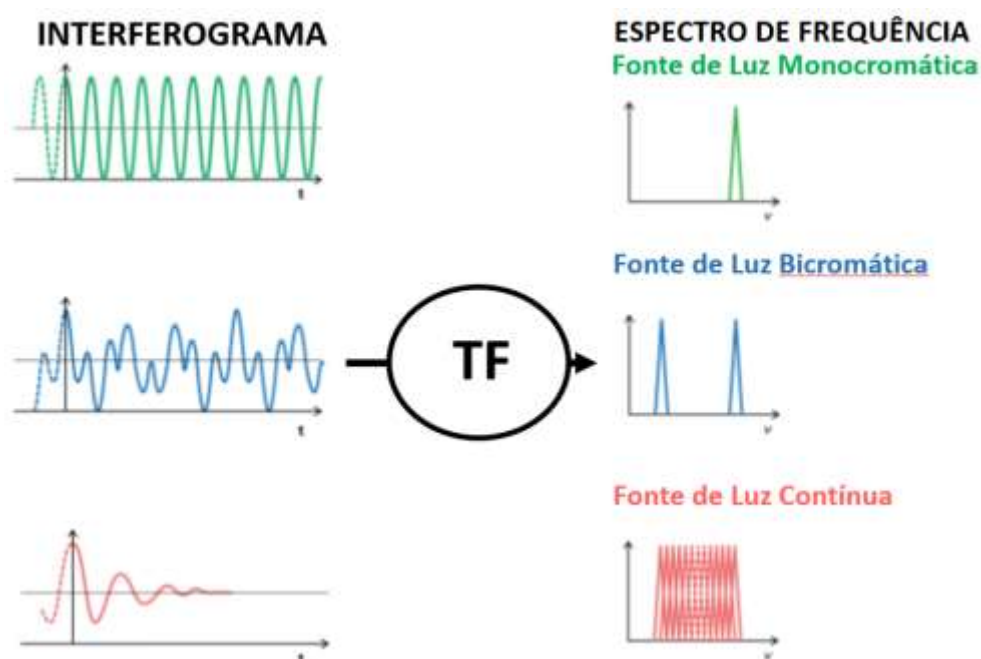 INTERFEROGRAMA
ESPECTRO DE FREQUÊNCIA
Fonte de Luz Monocromática
t
v
Fonte de Luz Bicromática
TF
t
v
Fonte de Luz Contínua
t
v